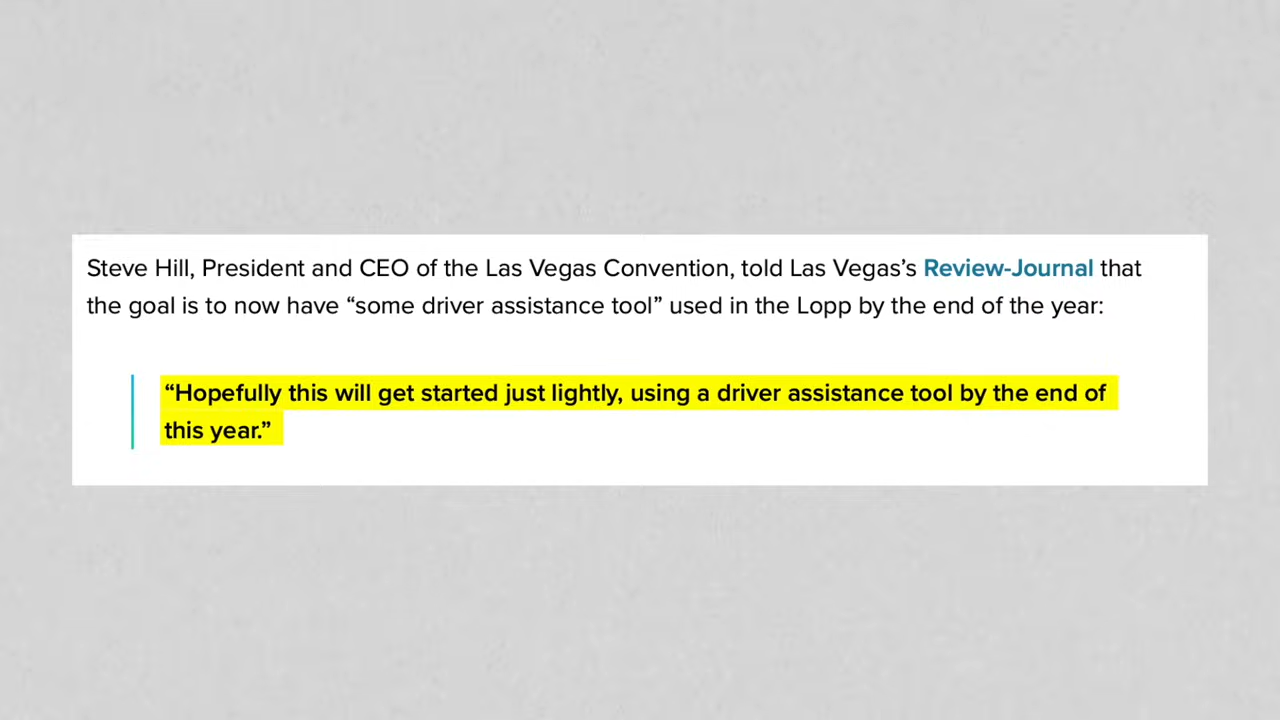 Steve Hill, President and CEO of the Las Vegas Convention, told Las Vegas’s Review-Journal that
the goal is to now have “some driver assistance tool” used in the Lopp by the end of the year:
“Hopefully this will get started just lightly, using a driver assistance tool by the end of
this year.”